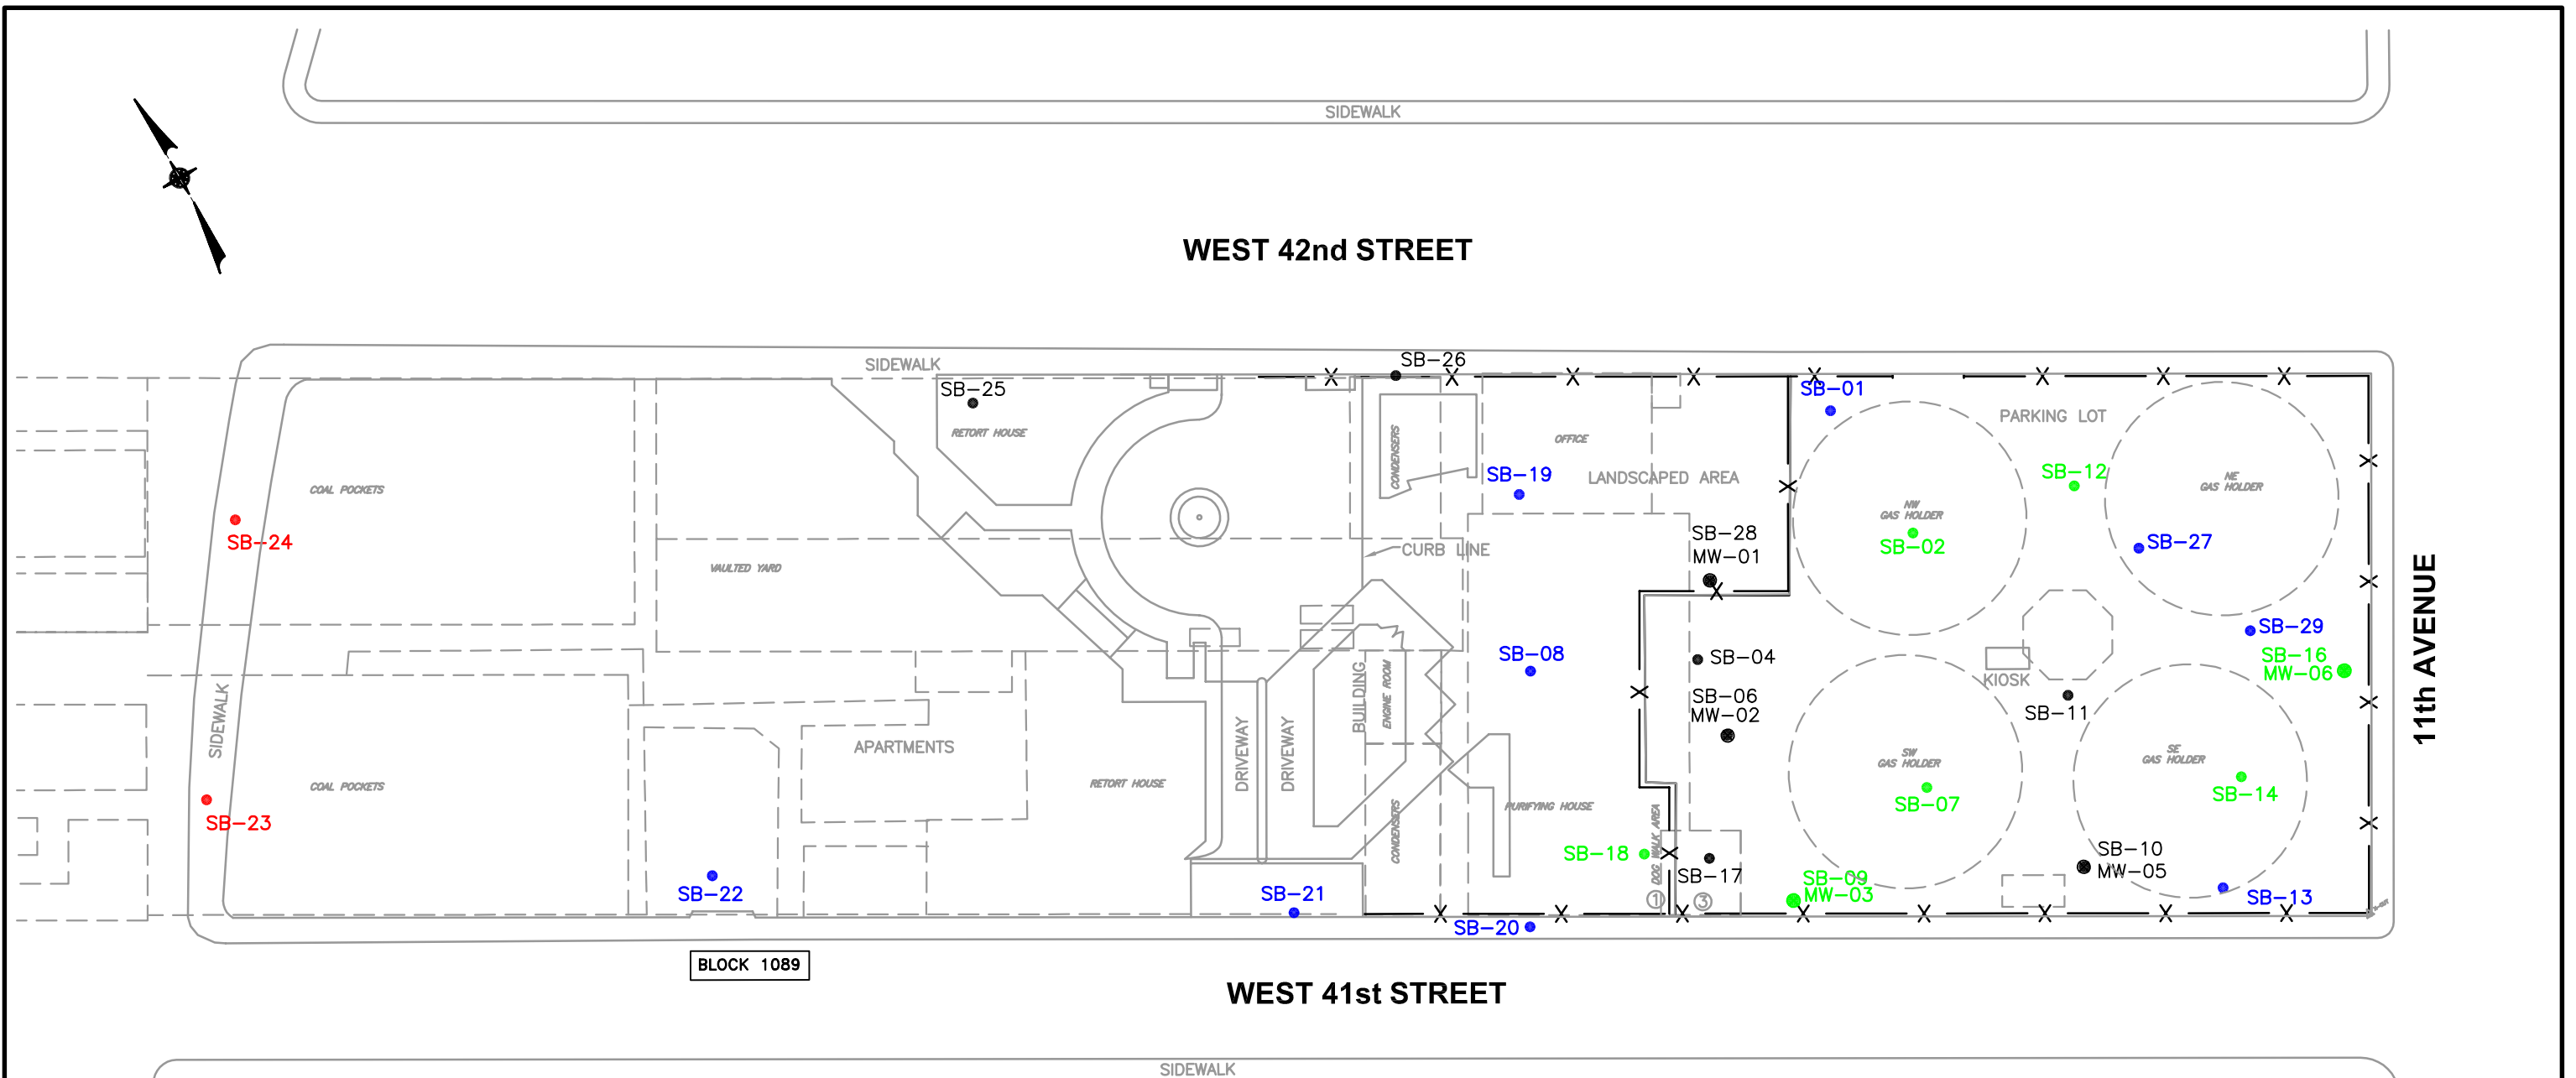 SIDEWALK
WEST 42nd STREET
SIDEWALK
SB-26
SB-25
RETORT HOUSE
SB-01
PARKING LOT
CONDENSERS
OFFICE
SB-19
LANDSCAPED AREA
SB-12
NE
GAS HOLDER
COAL POCKETS
NW
GAS HOLDER
SB-02
SB-24
SB-28
MW-01
SB-27
CURB LINE
VAULTED YARD
11th AVENUE
SB-29
SB-08
SB-04
SB-16
MW-06
KIOSK
SB-06
MW-02
SB-11
SIDEWALK
BUILDING
ENGINE ROOM
APARTMENTS
DRIVEWAY
DRIVEWAY
SW
GAS HOLDER
SE
GAS HOLDER
COAL POCKETS
RETORT HOUSE
SB-07
SB-14
PURIFYING HOUSE
SB-23
CONDENSERS
DOG WALK AREA
SB-18
SB-10
MW-05
SB-17
SB-09
MW-03
SB-22
SB-21
SB-13
1
3
SB-20
BLOCK 1089
WEST 41st STREET
SIDEWALK